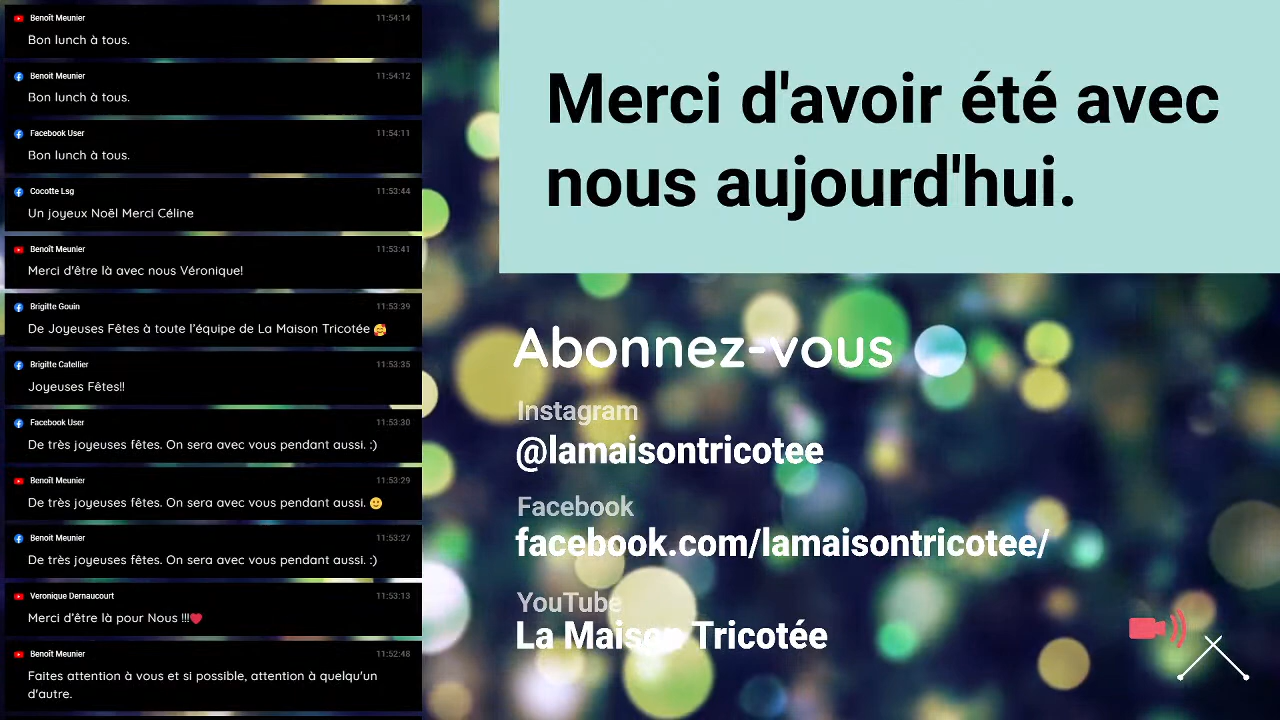 Benoît Meunier 11:54:14
Bon lunch à tous.
Benoit Meunier 11:54:12
Bon lunch à tous.
Facebook User 11:54:11
Bon lunch à tous.
Cocotte Lsg 11:53:44
Un joyeux Noël Merci Céline
Benoît Meunier 11:53:41
Merci d'être là avec nous Véronique!
Brigitte Gouin 11:53:39
De Joyeuses Fêtes à toute l'équipe de La Maison Tricotée 🥰
Brigitte Catellier 11:53:35
Joyeuses Fêtes!!
Facebook User 11:53:30
De très joyeuses fêtes. On sera avec vous pendant aussi. :)
Benoît Meunier 11:53:29
De très joyeuses fêtes. On sera avec vous pendant aussi. 🙂
Benoit Meunier 11:53:27
De très joyeuses fêtes. On sera avec vous pendant aussi. :)
Veronique Dernaucourt 11:53:13
Merci d'être là pour Nous !!!❤️
Benoît Meunier 11:52:48
Faites attention à vous et si possible, attention à quelqu'un
d'autre.
Merci d'avoir été avec
nous aujourd'hui.
Abonnez-vous
Instagram
@lamaisontricotee
Facebook
facebook.com/lamaisontricotee/
YouTube
La Maison Tricotée